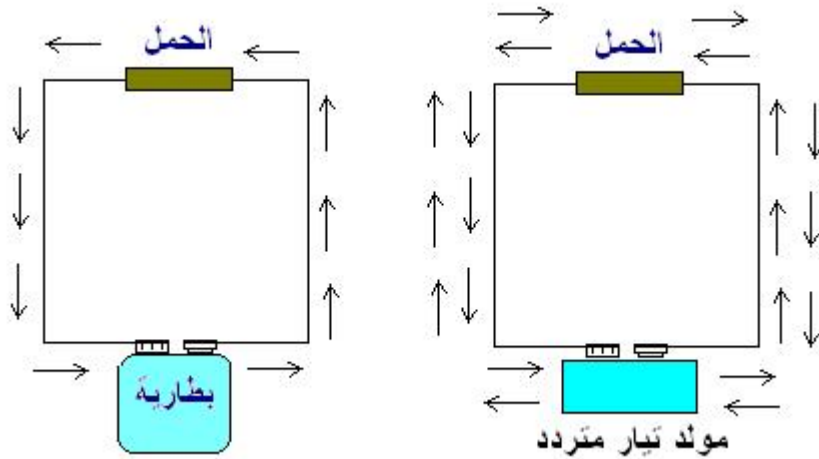 الحمل
الحمل
بطارية
مولد تيار متردد